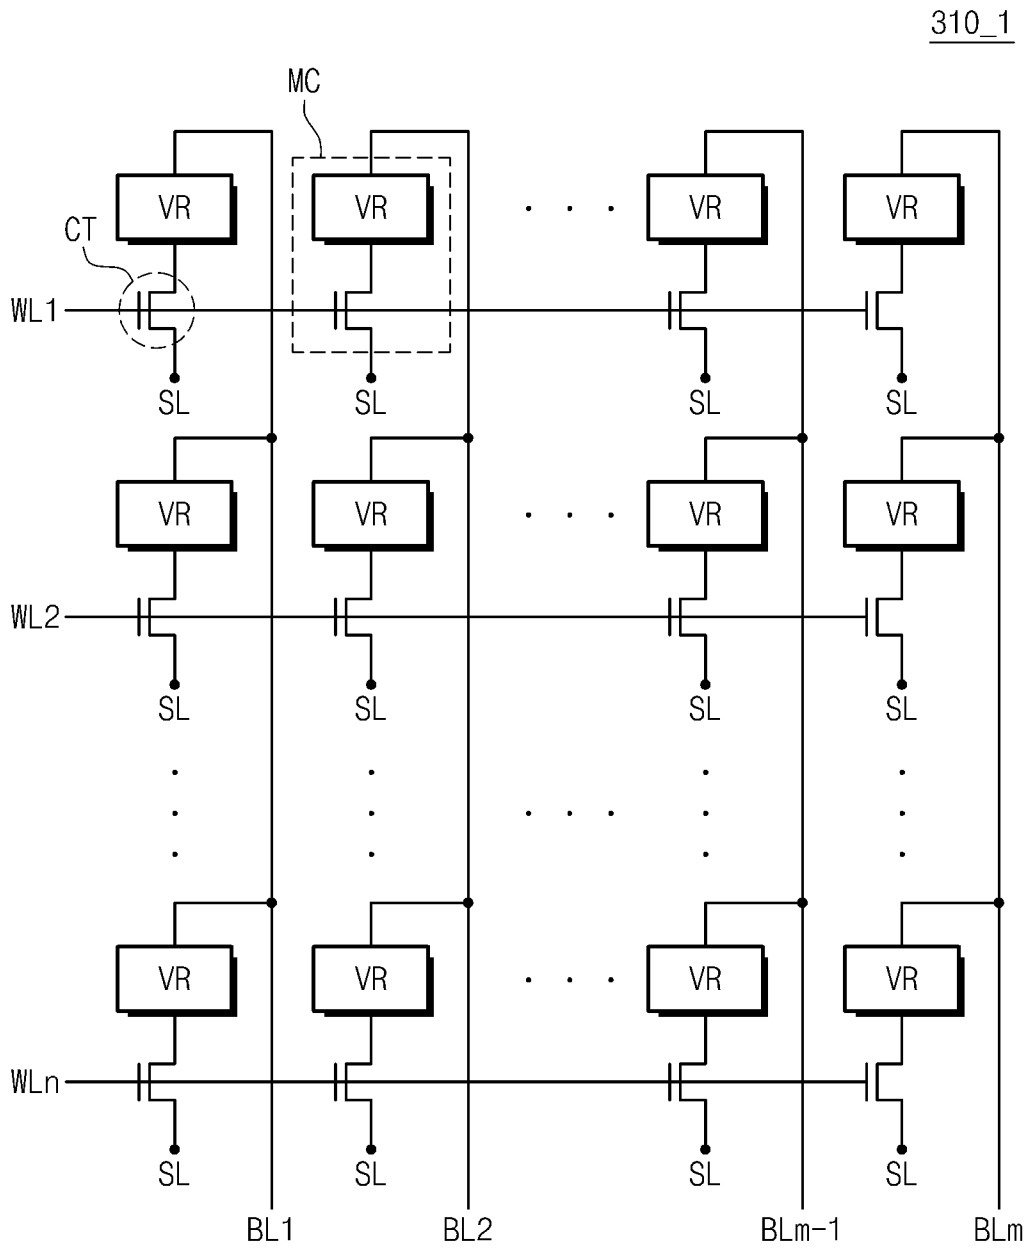 310_1
MC
VR VR VR VR
CT
WL1
SL SL SL SL
VR VR VR VR
WL2
SL SL SL SL
VR VR VR VR
WLn
SL SL SL SL
BL1 BL2 BLm-1 BLm